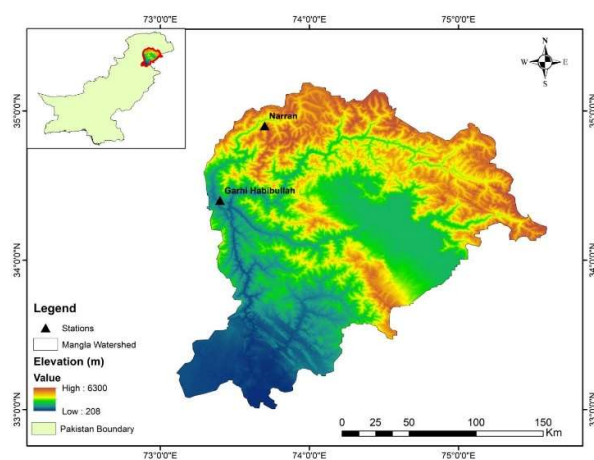 73°0'0"E 74°0'0"E 75°0'0"E
N
W E
S
35°0'0"N
35°0'0"N
Narran
Garhi Habibullah
34°0'0"N
34°0'0"N
Legend
Stations
Mangla Watershed
Elevation (m)
Value
High : 6300
Low : 208
Pakistan Boundary
33°0'0"N
33°0'0"N
0 25 50 100 150
Km
73°0'0"E 74°0'0"E 75°0'0"E